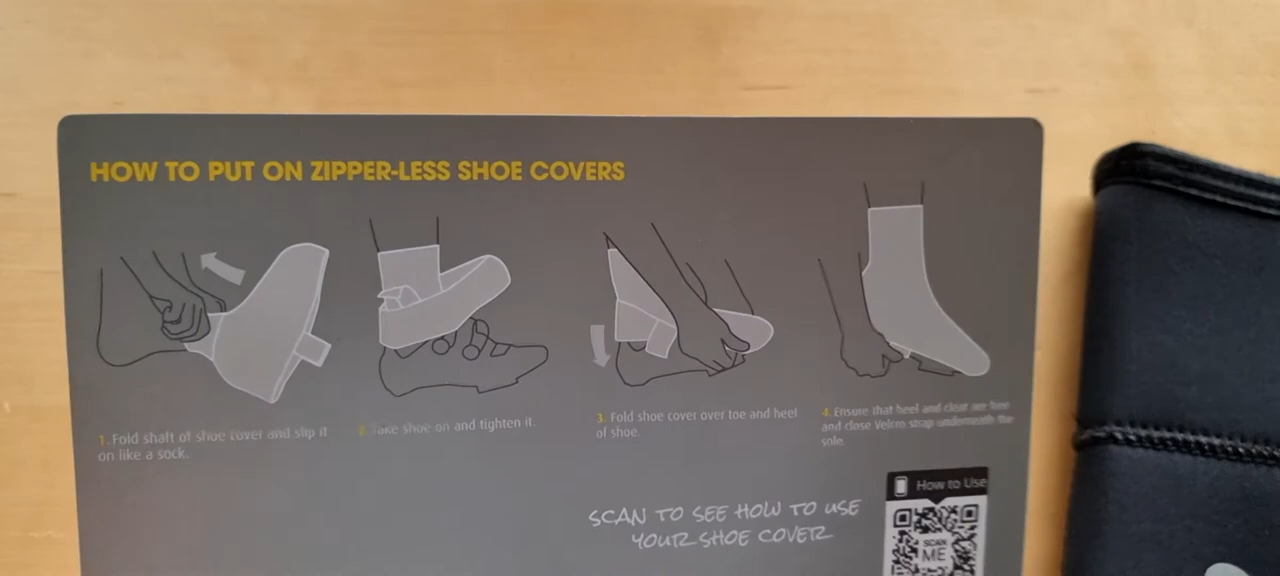 HOW TO PUT ON ZIPPER-LESS SHOE COVERS
1. Fold shaft of shoe cover and slip it
on like a sock.
2. Take shoe on and tighten it.
3. Fold shoe cover over toe and heel
of shoe.
4. Ensure that heel and cleat are free
and close Velcro strap underneath the
sole.
SCAN TO SEE HOW TO USE
YOUR SHOE COVER
How to Use
SCAN
ME